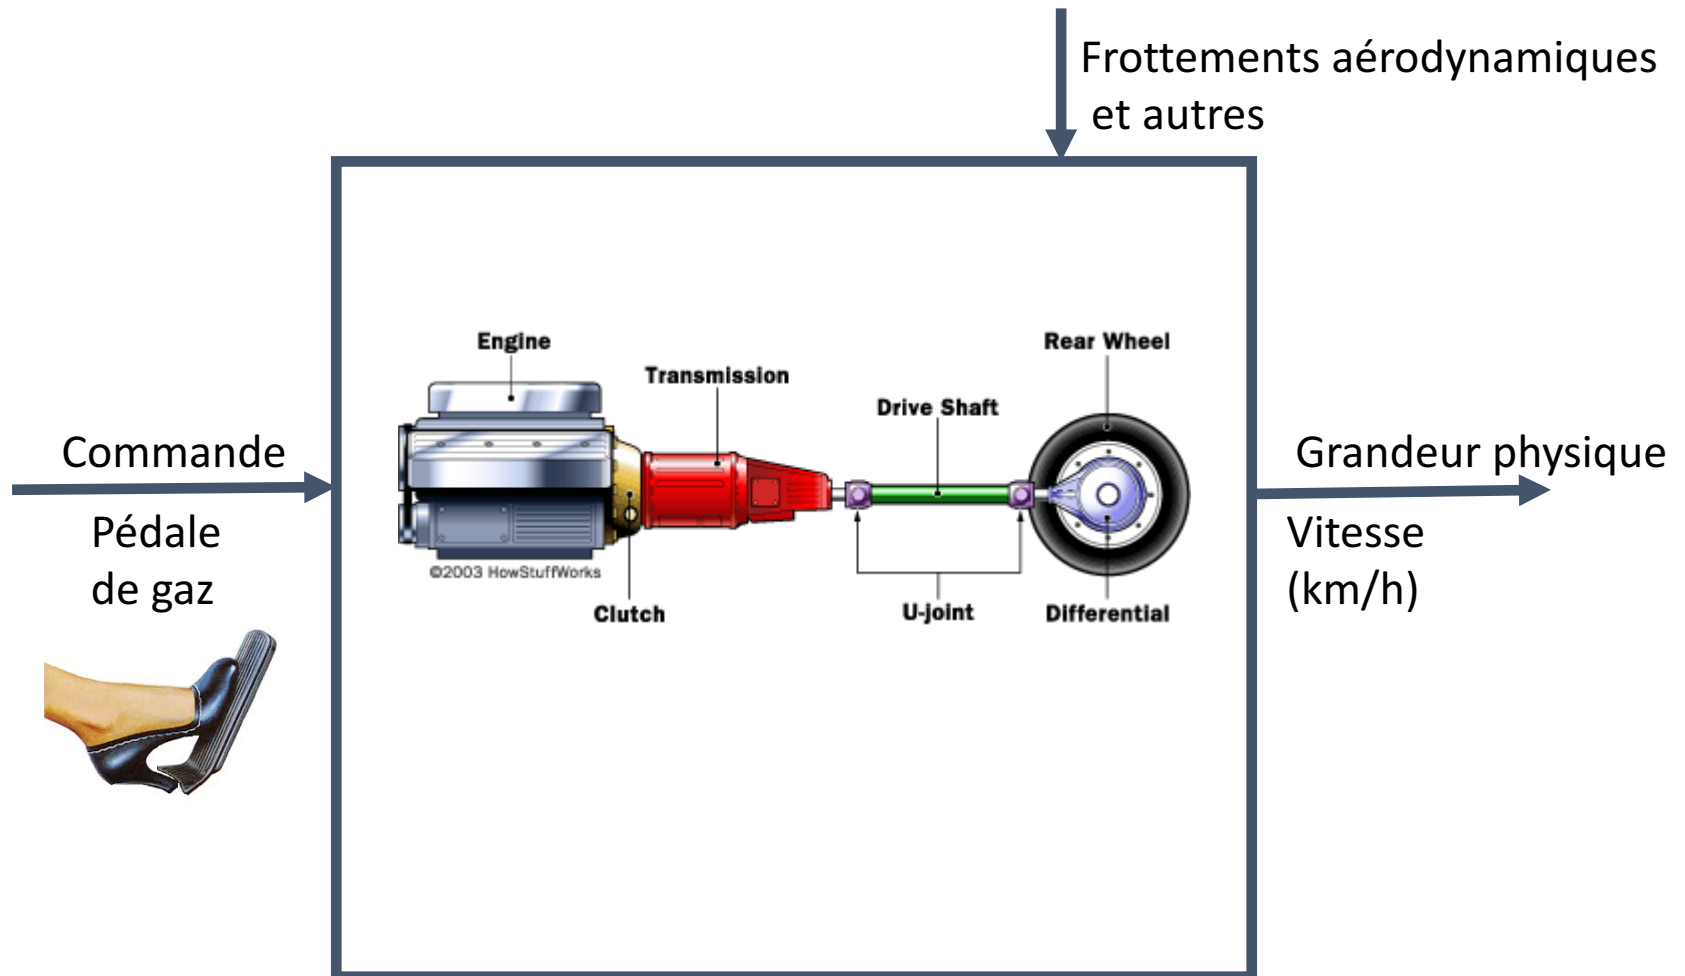 Frottements aérodynamiques
et autres
Engine
Rear Wheel
Transmission
Drive Shaft
Commande
Grandeur physique
Pédale
de gaz
Vitesse
(km/h)
©2003 HowStuffWorks
Clutch
U-joint
Differential